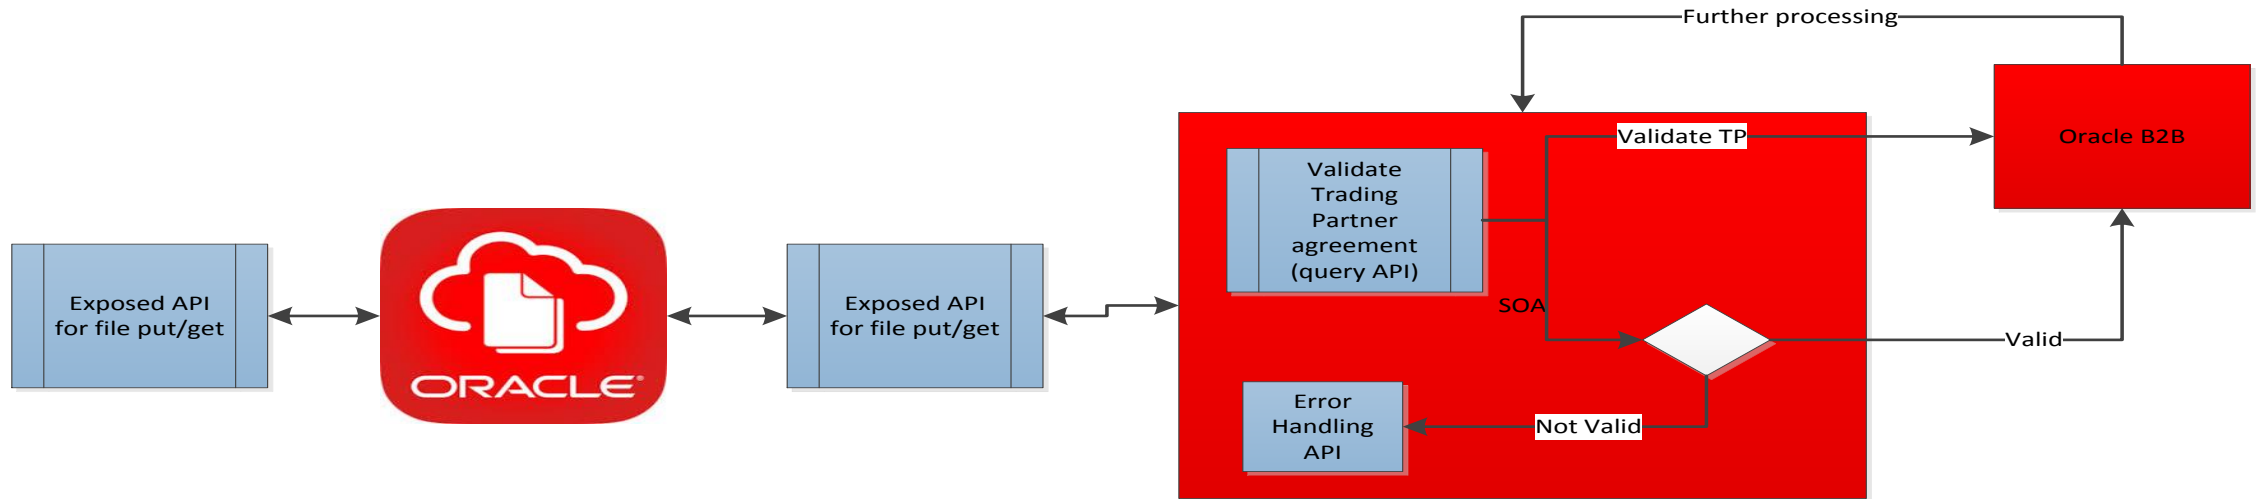 Further processing
Oracle B2B
Validate TP
Validate
Trading
Partner
agreement
(query API)
Exposed API
for file put/get
ORACLE®
Exposed API
for file put/get
SOA
Valid
Error
Handling
API
Not Valid